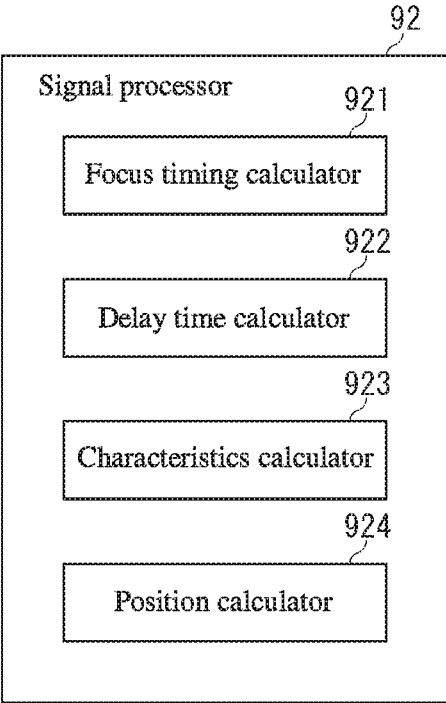 92
Signal processor
921
Focus timing calculator
922
Delay time calculator
923
Characteristics calculator
924
Position calculator